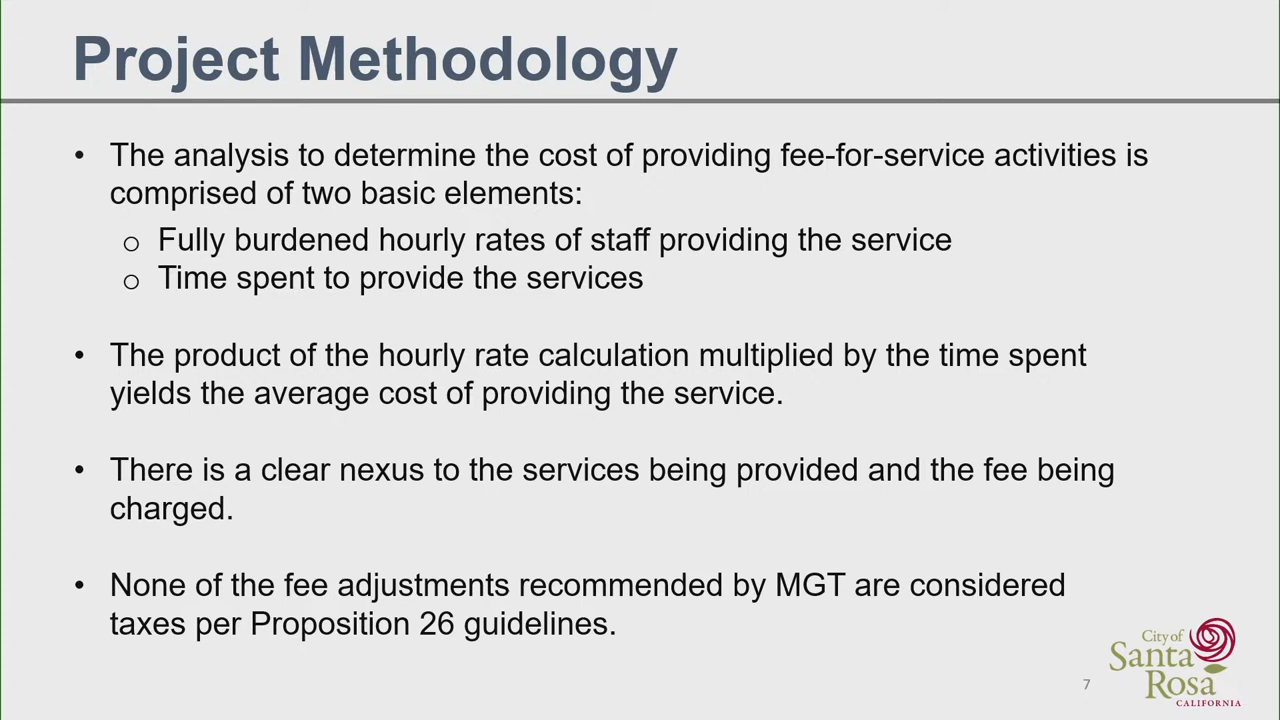 Project Methodology
• The analysis to determine the cost of providing fee-for-service activities is
comprised of two basic elements:
o Fully burdened hourly rates of staff providing the service
o Time spent to provide the services
• The product of the hourly rate calculation multiplied by the time spent
yields the average cost of providing the service.
• There is a clear nexus to the services being provided and the fee being
charged.
• None of the fee adjustments recommended by MGT are considered
taxes per Proposition 26 guidelines.
7
City of
Santa
Rosa
CALIFORNIA